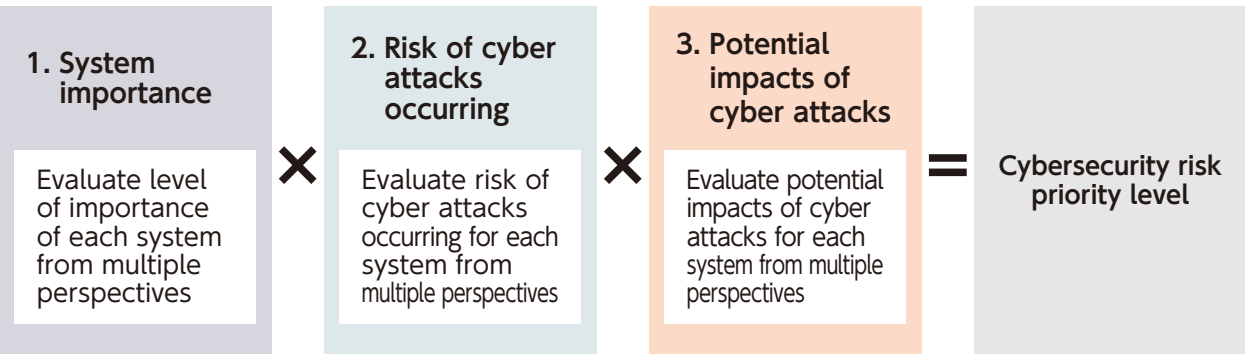 1. System
importance
Evaluate level
of importance
of each system
from multiple
perspectives
×
2. Risk of cyber
attacks
occurring
Evaluate risk of
cyber attacks
occurring for each
system from
multiple perspectives
×
3. Potential
impacts of
cyber attacks
Evaluate potential
impacts of cyber
attacks for each
system from multiple
perspectives
=
Cybersecurity risk
priority level